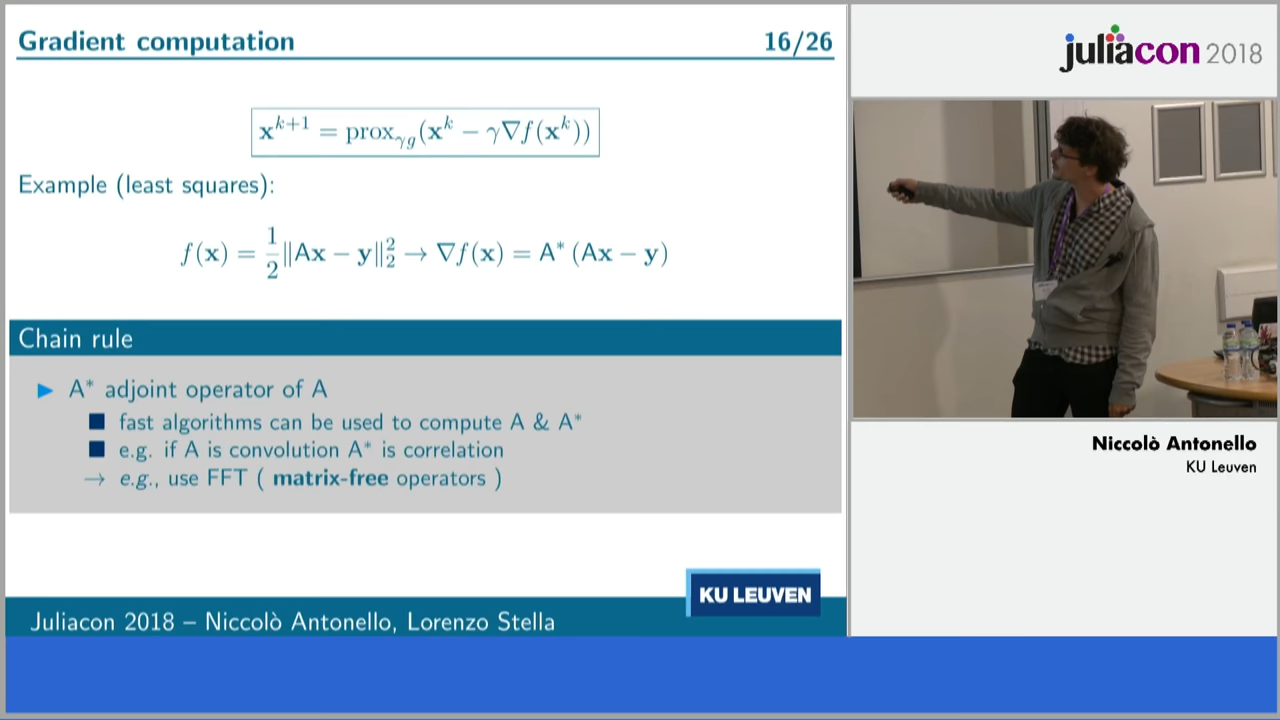 Gradient computation 16/26
x^{k+1} = prox_{γg}(x^k − γ∇f(x^k))
Example (least squares):
f(x) = \frac{1}{2}‖Ax − y‖_2^2 → ∇f(x) = A* (Ax − y)
Chain rule
▶ A* adjoint operator of A
■ fast algorithms can be used to compute A & A*
■ e.g. if A is convolution A* is correlation
→ e.g., use FFT ( matrix-free operators )
KU LEUVEN
Juliacon 2018 – Niccolò Antonello, Lorenzo Stella
juliacon 2018
Niccolò Antonello
KU Leuven